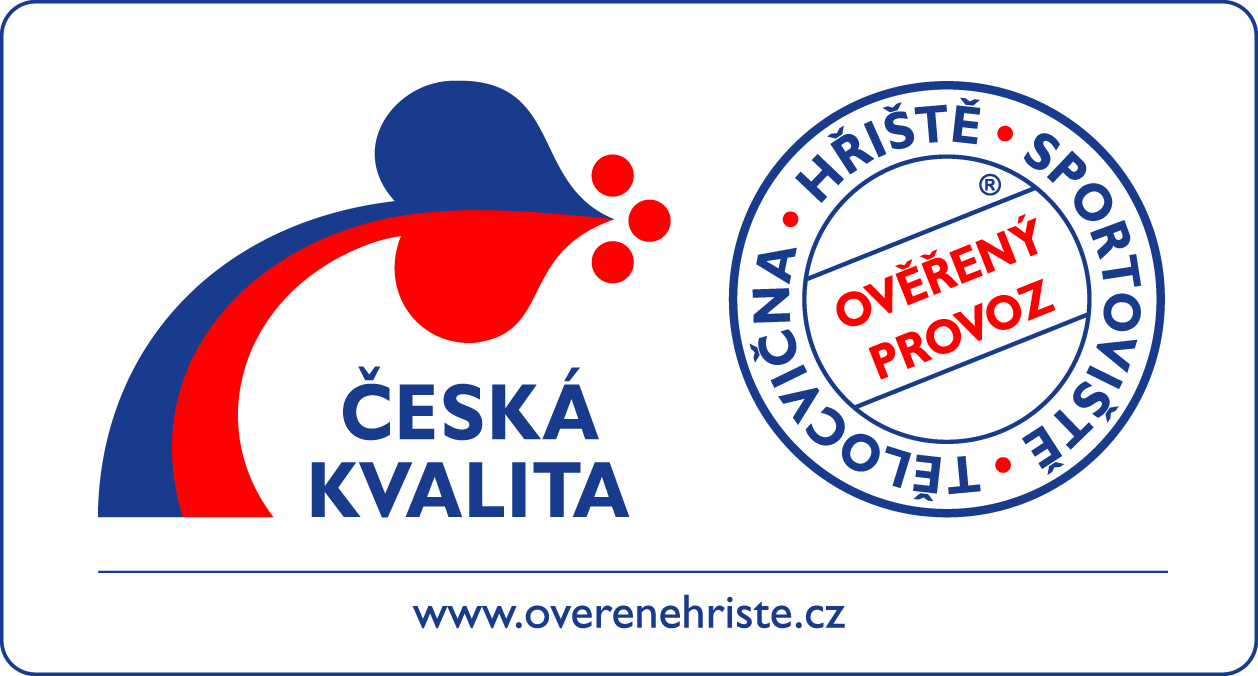 ČESKÁ
KVALITA
HŘIŠTĚ • SPORTOVIŠTĚ • TĚLOCVIČNA •
®
OVĚŘENÝ
PROVOZ
www.overenehriste.cz